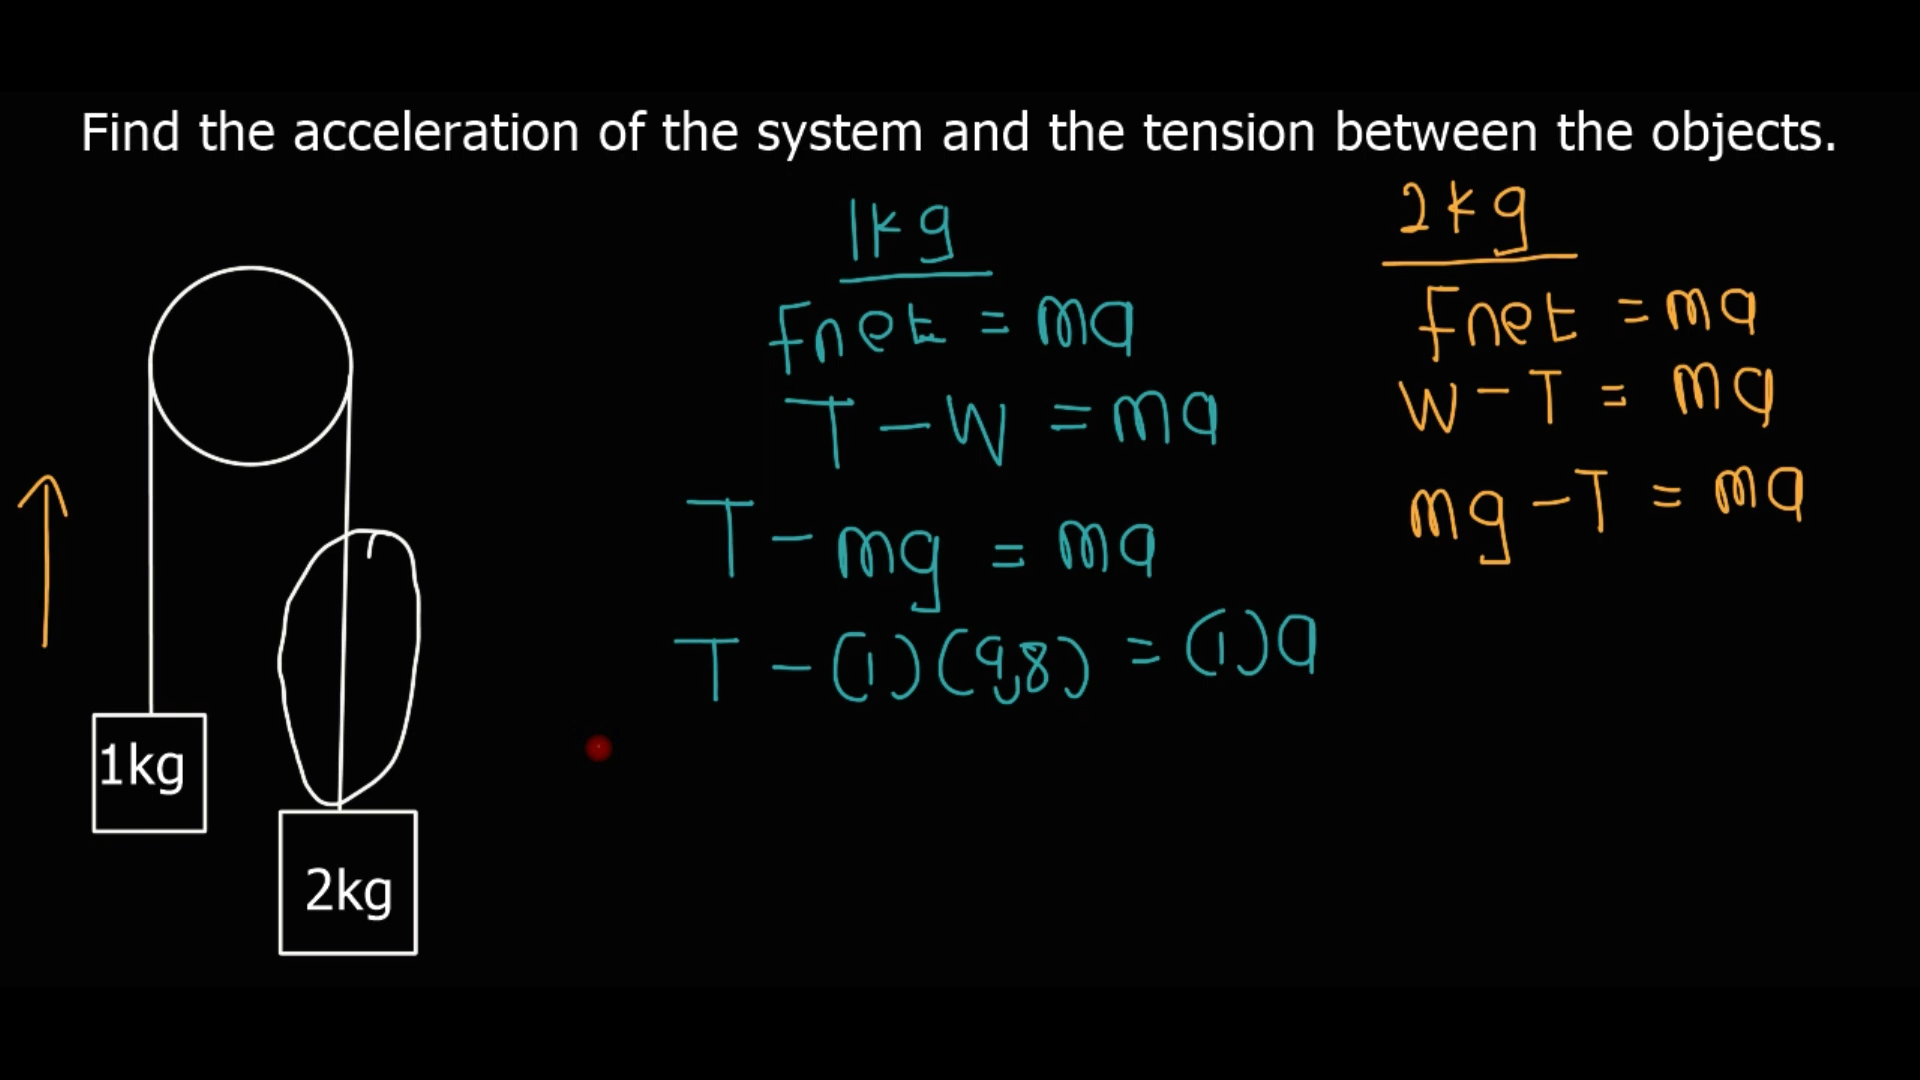 Find the acceleration of the system and the tension between the objects.
1kg
Fnet = ma
T - W = ma
T - mg = ma
T - (1)(9,8) = (1)a
2kg
Fnet = ma
W - T = ma
mg - T = ma
1kg
2kg